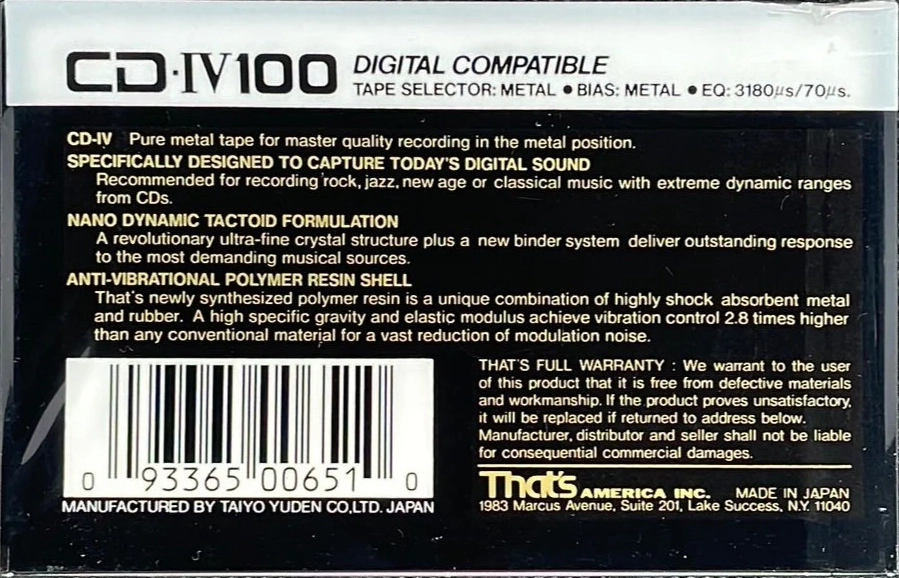 CD·IV100 DIGITAL COMPATIBLE
TAPE SELECTOR: METAL ● BIAS: METAL ● EQ: 3180μs/70μs.
CD-IV Pure metal tape for master quality recording in the metal position.
SPECIFICALLY DESIGNED TO CAPTURE TODAY'S DIGITAL SOUND
Recommended for recording rock, jazz, new age or classical music with extreme dynamic ranges
from CDs.
NANO DYNAMIC TACTOID FORMULATION
A revolutionary ultra-fine crystal structure plus a new binder system deliver outstanding response
to the most demanding musical sources.
ANTI-VIBRATIONAL POLYMER RESIN SHELL
That's newly synthesized polymer resin is a unique combination of highly shock absorbent metal
and rubber. A high specific gravity and elastic modulus achieve vibration control 2.8 times higher
than any conventional material for a vast reduction of modulation noise.
0 93365 00651 0
MANUFACTURED BY TAIYO YUDEN CO,LTD. JAPAN
THAT'S FULL WARRANTY : We warrant to the user
of this product that it is free from defective materials
and workmanship. If the product proves unsatisfactory,
it will be replaced if returned to address below.
Manufacturer, distributor and seller shall not be liable
for consequential commercial damages.
That's AMERICA INC. MADE IN JAPAN
1983 Marcus Avenue, Suite 201, Lake Success, N.Y. 11040